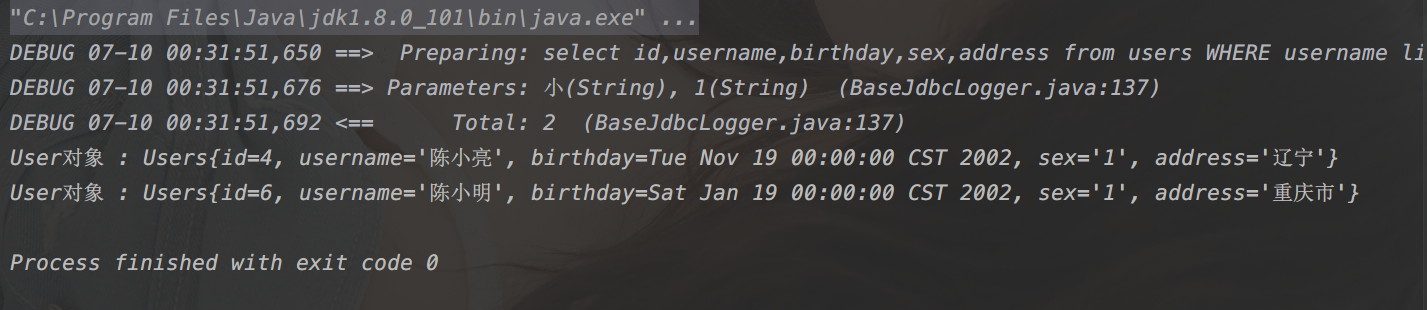 "C:\Program Files\Java\jdk1.8.0_101\bin\java.exe" ...
DEBUG 07-10 00:31:51,650 ==>  Preparing: select id,username,birthday,sex,address from users WHERE username li
DEBUG 07-10 00:31:51,676 ==> Parameters: 小(String), 1(String)  (BaseJdbcLogger.java:137)
DEBUG 07-10 00:31:51,692 <==      Total: 2  (BaseJdbcLogger.java:137)
User对象 : Users{id=4, username='陈小亮', birthday=Tue Nov 19 00:00:00 CST 2002, sex='1', address='辽宁'}
User对象 : Users{id=6, username='陈小明', birthday=Sat Jan 19 00:00:00 CST 2002, sex='1', address='重庆市'}
Process finished with exit code 0